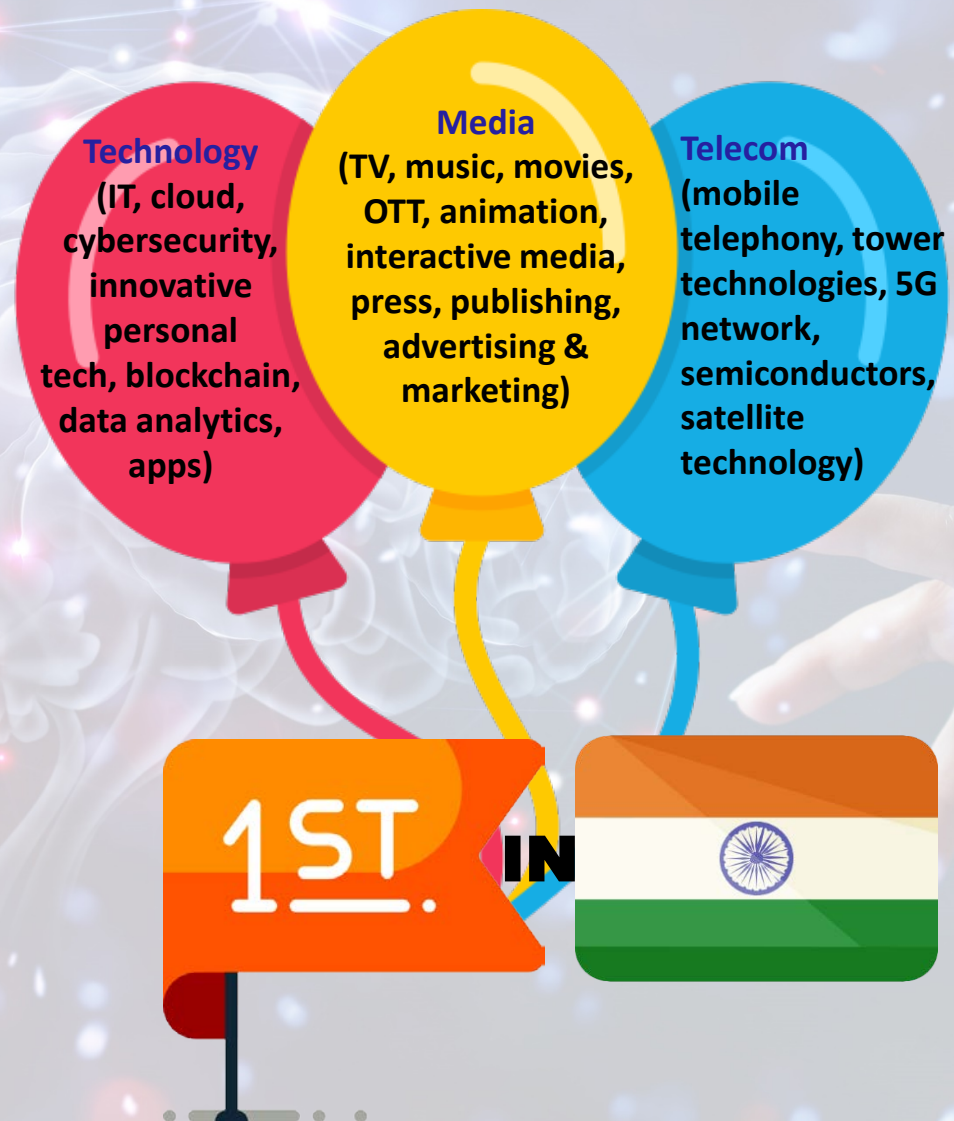 Technology
(IT, cloud,
cybersecurity,
innovative
personal
tech, blockchain,
data analytics,
apps)
Media
(TV, music, movies,
OTT, animation,
interactive media,
press, publishing,
advertising &
marketing)
Telecom
(mobile
telephony, tower
technologies, 5G
network,
semiconductors,
satellite
technology)
1ST.
IN